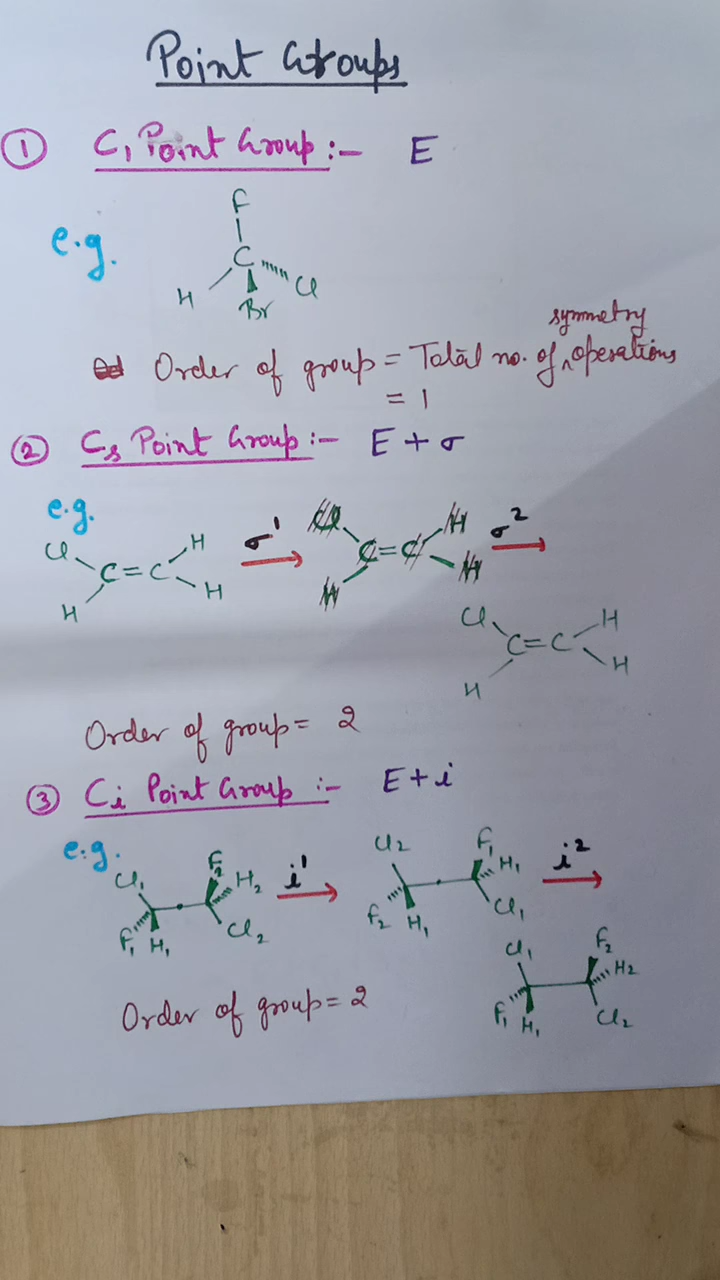 Point Groups
① C₁ Point Group :- E
e.g.
F
C
H Br Cl
Order of group = Total no. of ^ symmetry operations
= 1
② Cs Point Group :- E + σ
e.g.
Cl H C=C H H σ¹ → Cl H C=C H H σ² →
Cl H C=C H H
Order of group = 2
③ Ci Point Group :- E + i
e.g.
Cl₁ F₂ H₂ F₁ H₁ Cl₂ i¹ → Cl₂ F₁ H₁ F₂ H₁ Cl₁ i² →
Cl₁ F₂ H₂ F₁ H₁ Cl₂
Order of group = 2